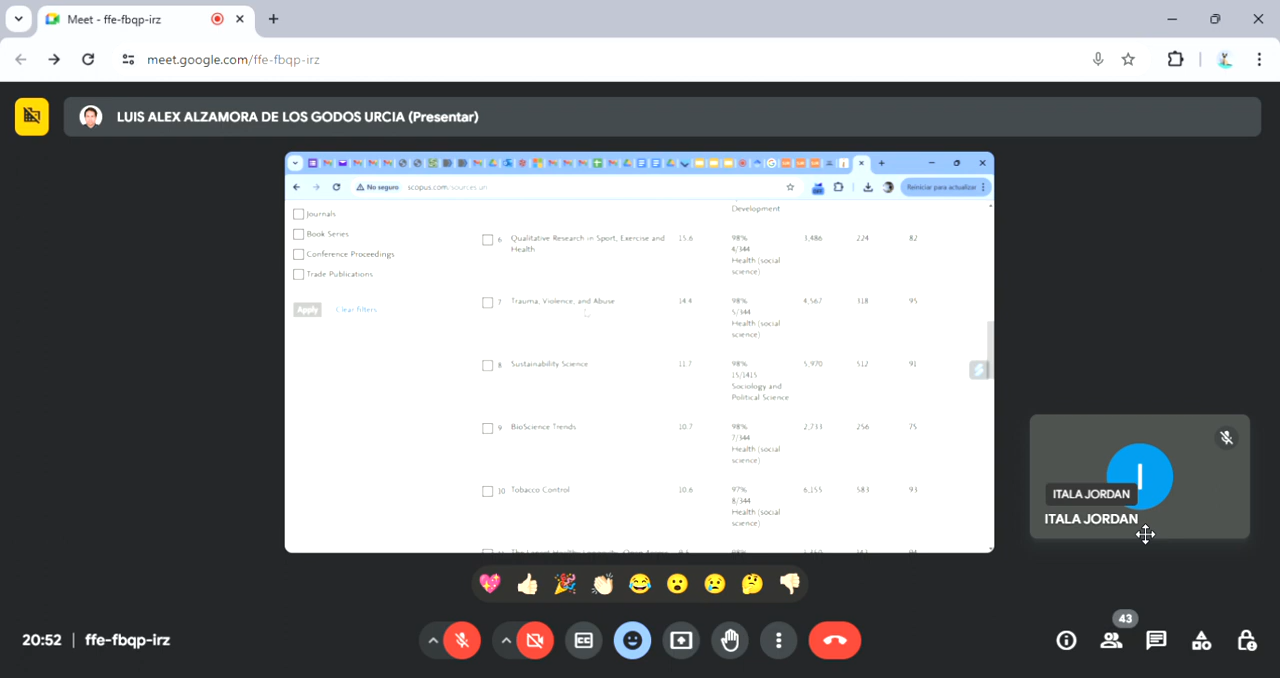 Meet - ffe-fbqp-irz
meet.google.com/ffe-fbqp-irz
LUIS ALEX ALZAMORA DE LOS GODOS URCIA (Presentar)
No seguro scopus.com/sources.uri
Reiniciar para actualizar
OFF
Journals
Book Series
Conference Proceedings
Trade Publications
Apply Clear filters
Development
6 Qualitative Research in Sport, Exercise and 15.6 98% 3,486 224 82
Health 4/344
Health (social
science)
7 Trauma, Violence, and Abuse 14.4 98% 4,567 318 95
5/344
Health (social
science)
8 Sustainability Science 11.7 98% 5,970 512 91
15/1415
Sociology and
Political Science
9 BioScience Trends 10.7 98% 2,733 256 75
7/344
Health (social
science)
10 Tobacco Control 10.6 97% 6,155 583 93
8/344
Health (social
science)
I
ITALA JORDAN
ITALA JORDAN
43
20:52 | ffe-fbqp-irz